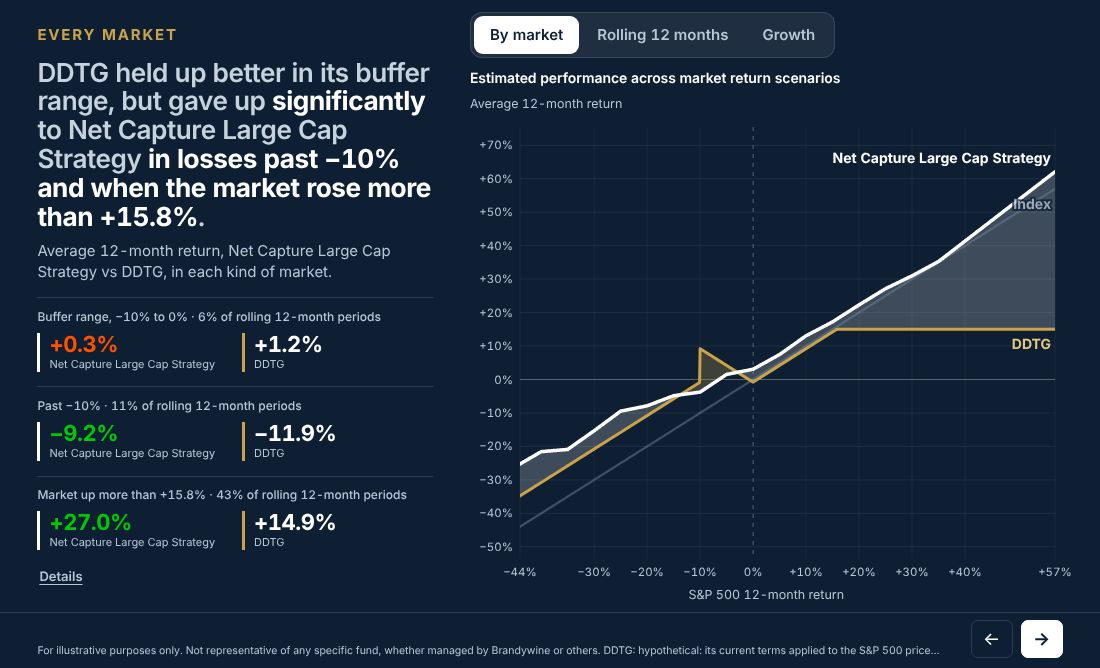 EVERY MARKET
DDTG held up better in its buffer
range, but gave up significantly
to Net Capture Large Cap
Strategy in losses past −10%
and when the market rose more
than +15.8%.
Average 12-month return, Net Capture Large Cap
Strategy vs DDTG, in each kind of market.
Buffer range, −10% to 0% · 6% of rolling 12-month periods
+0.3%
Net Capture Large Cap Strategy
+1.2%
DDTG
Past −10% · 11% of rolling 12-month periods
−9.2%
Net Capture Large Cap Strategy
−11.9%
DDTG
Market up more than +15.8% · 43% of rolling 12-month periods
+27.0%
Net Capture Large Cap Strategy
+14.9%
DDTG
Details
By market
Rolling 12 months
Growth
Estimated performance across market return scenarios
Average 12-month return
+70%
+60%
+50%
+40%
+30%
+20%
+10%
0%
−10%
−20%
−30%
−40%
−50%
Net Capture Large Cap Strategy
Index
DDTG
−44% −30% −20% −10% 0% +10% +20% +30% +40% +57%
S&P 500 12-month return
For illustrative purposes only. Not representative of any specific fund, whether managed by Brandywine or others. DDTG: hypothetical: its current terms applied to the S&P 500 price…
← →